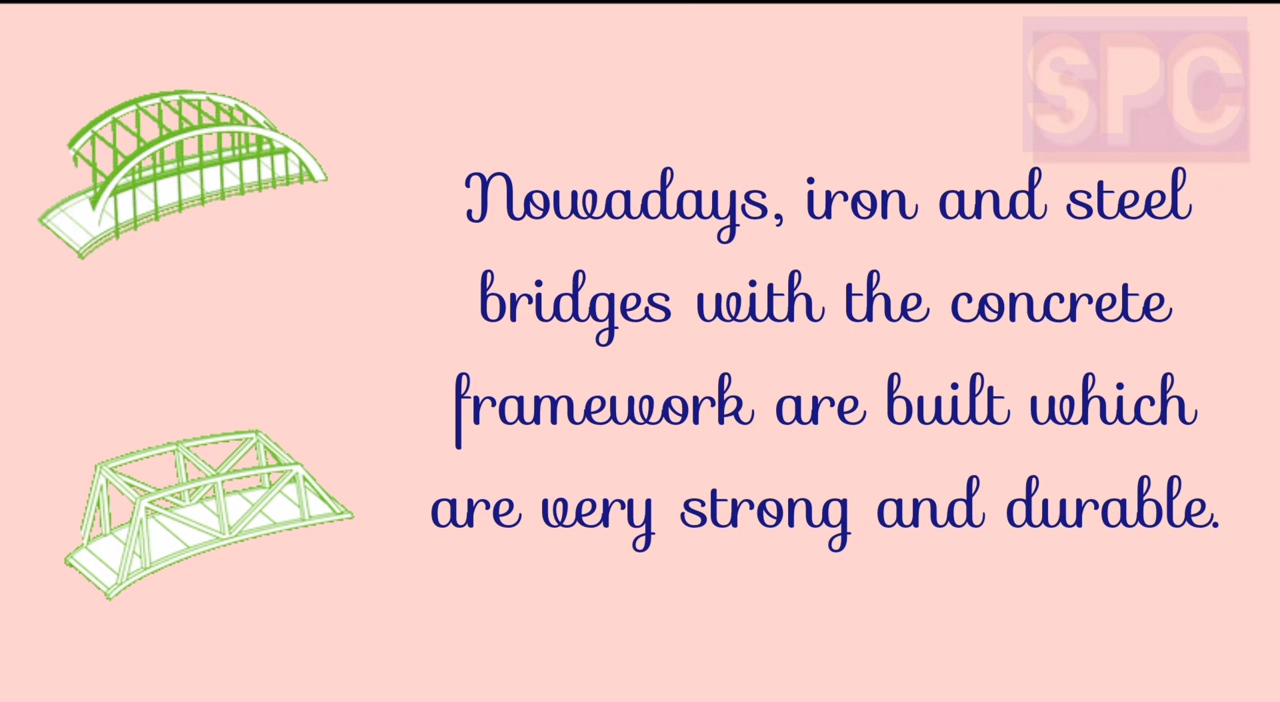 SPC
Nowadays, iron and steel
bridges with the concrete
framework are built which
are very strong and durable.